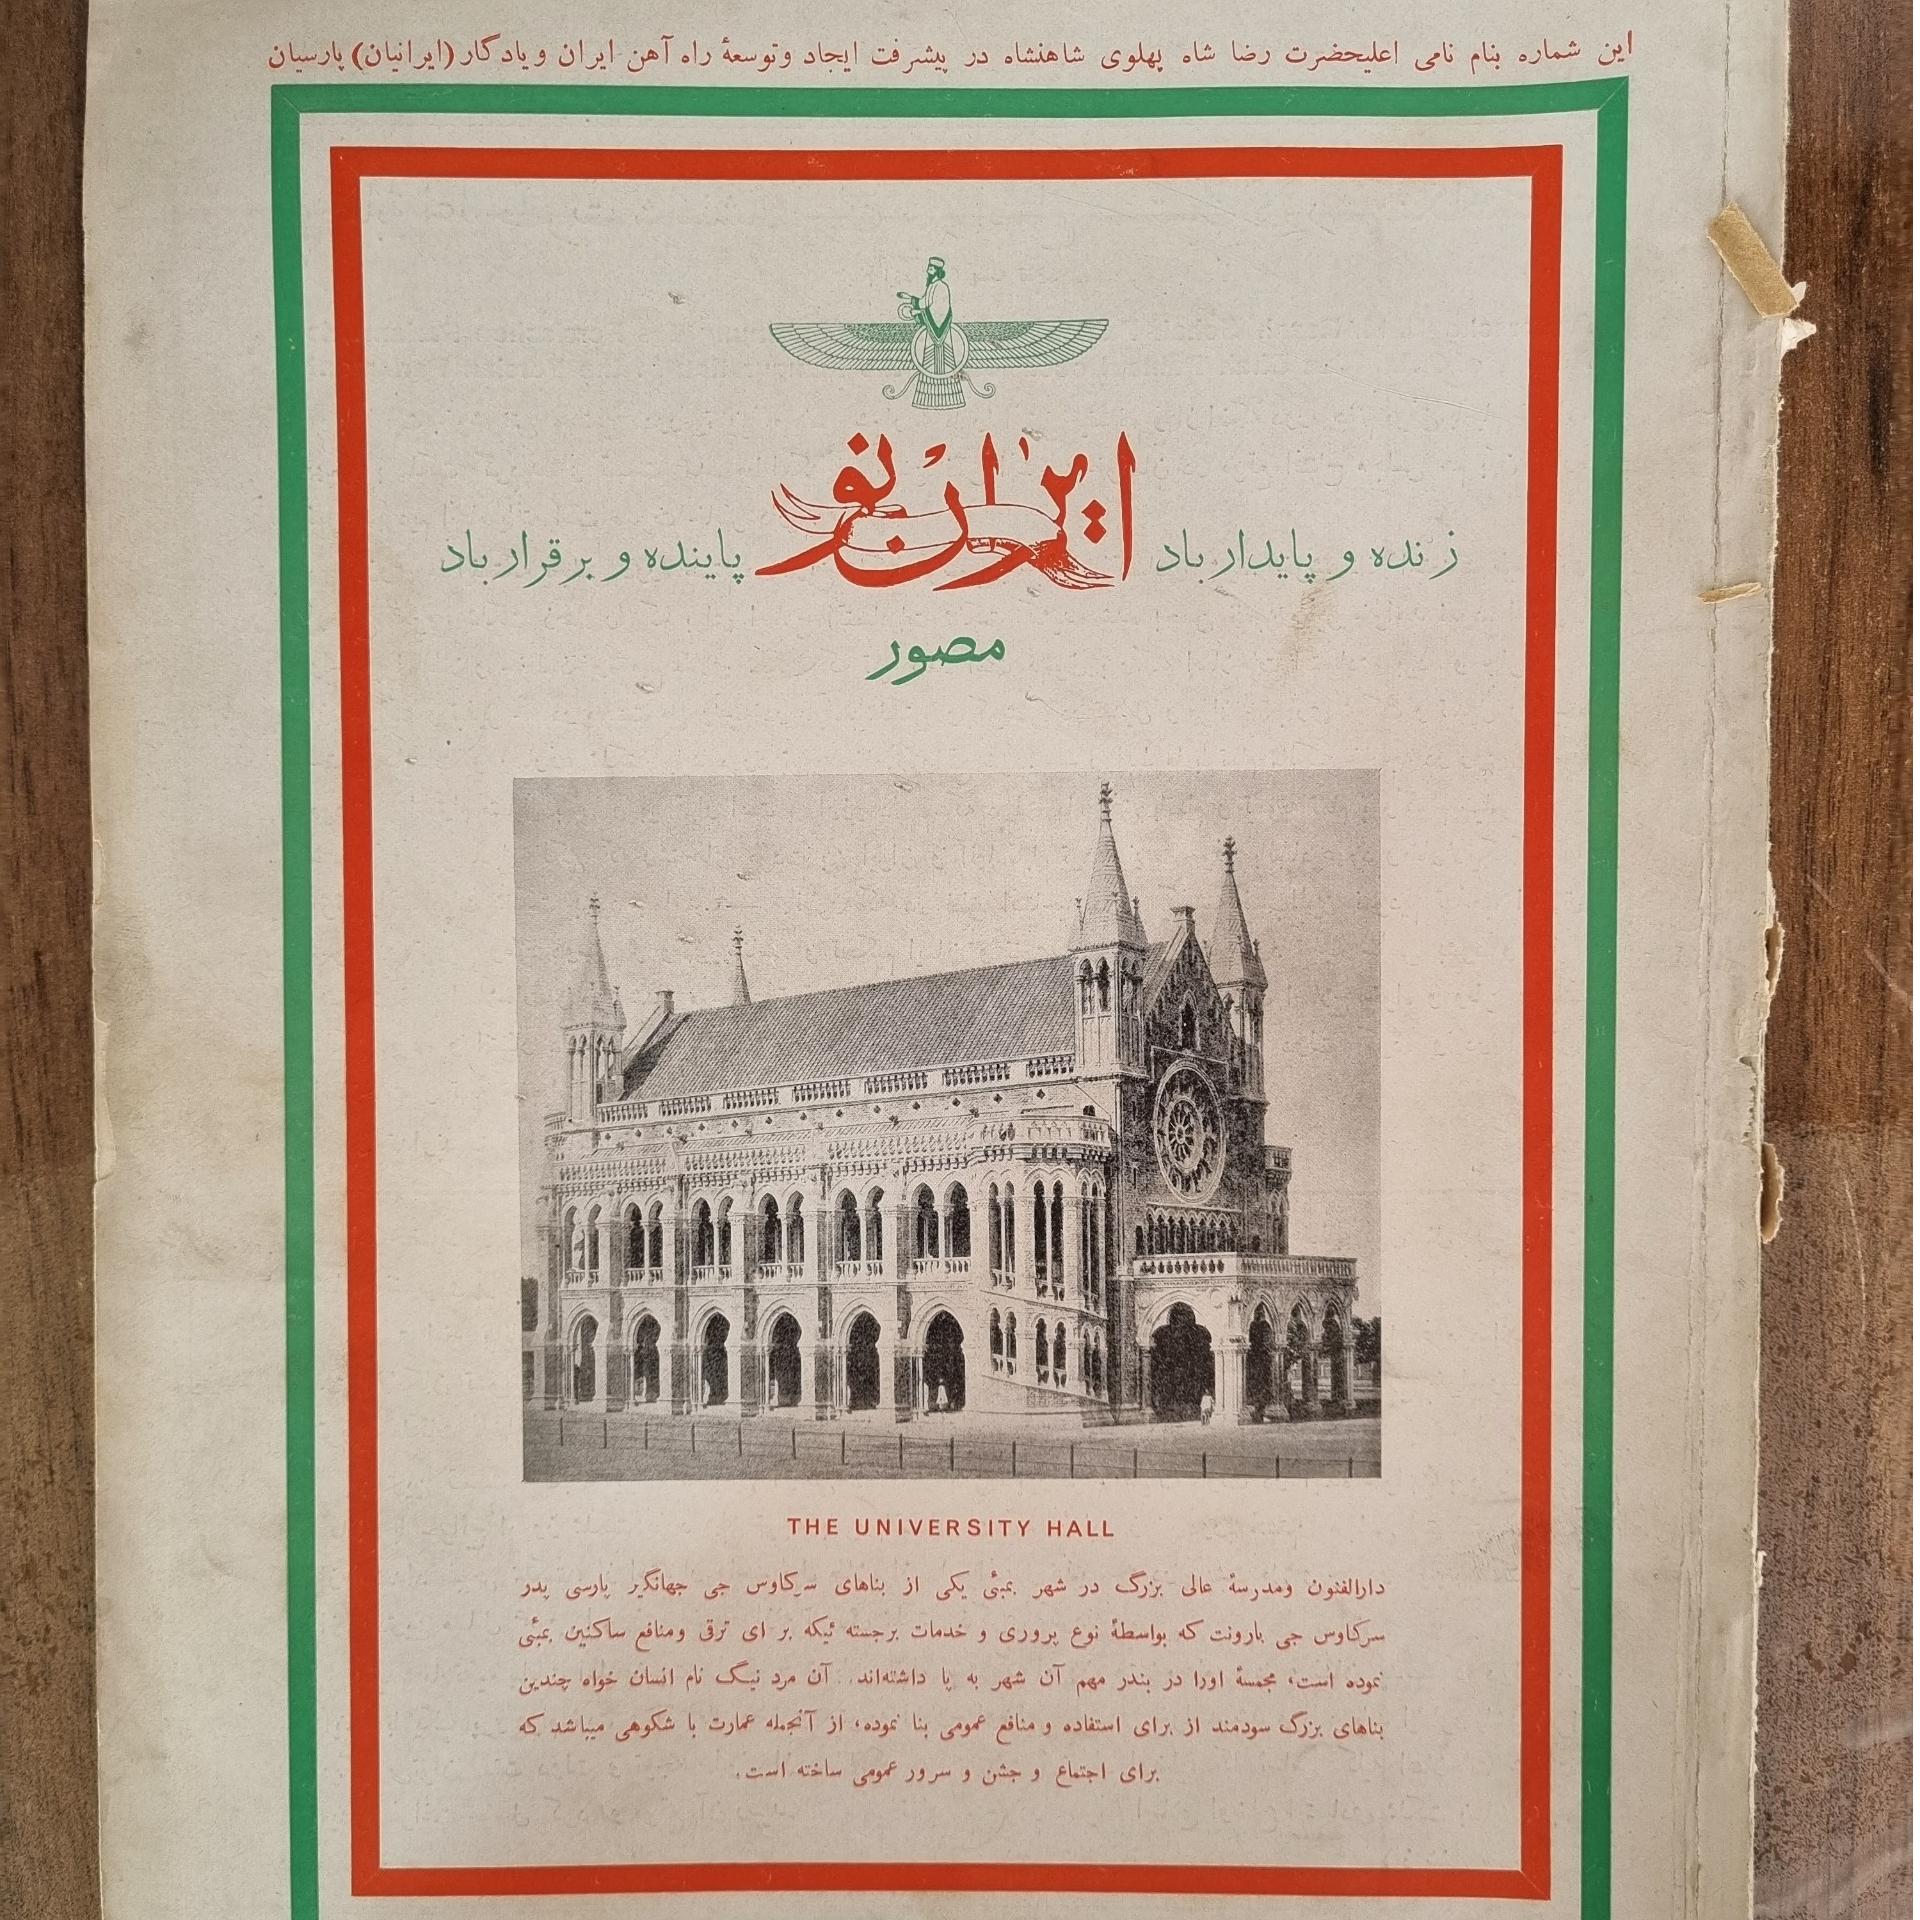 این شماره بنام نامی اعلیحضرت رضا شاه پهلوی شاهنشاه در پیشرفت ایجاد وتوسعهٔ راه آهن ایران و یادگار (ایرانیان) پارسیان
زنده و پایدار باد ایران نو پاینده و برقرار باد
مصور
THE UNIVERSITY HALL
دارالفنون ومدرسهٔ عالی بزرگ در شهر بمبئی یکی از بناهای سرکاوس جی جهانگیر پارسی پدر
سرکاوس جی بارونت که بواسطهٔ نوع پروری و خدمات برجسته ئیکه بر ای ترقی ومنافع ساکنین بمبئی
نموده است، مجسمهٔ اورا در بندر مهم آن شهر به پا داشته‌اند. آن مرد نیک نام انسان خواه چندین
بناهای بزرگ سودمند از برای استفاده و منافع عمومی بنا نموده، از آنجمله عمارت با شکوهی میباشد که
برای اجتماع و جشن و سرور عمومی ساخته است.